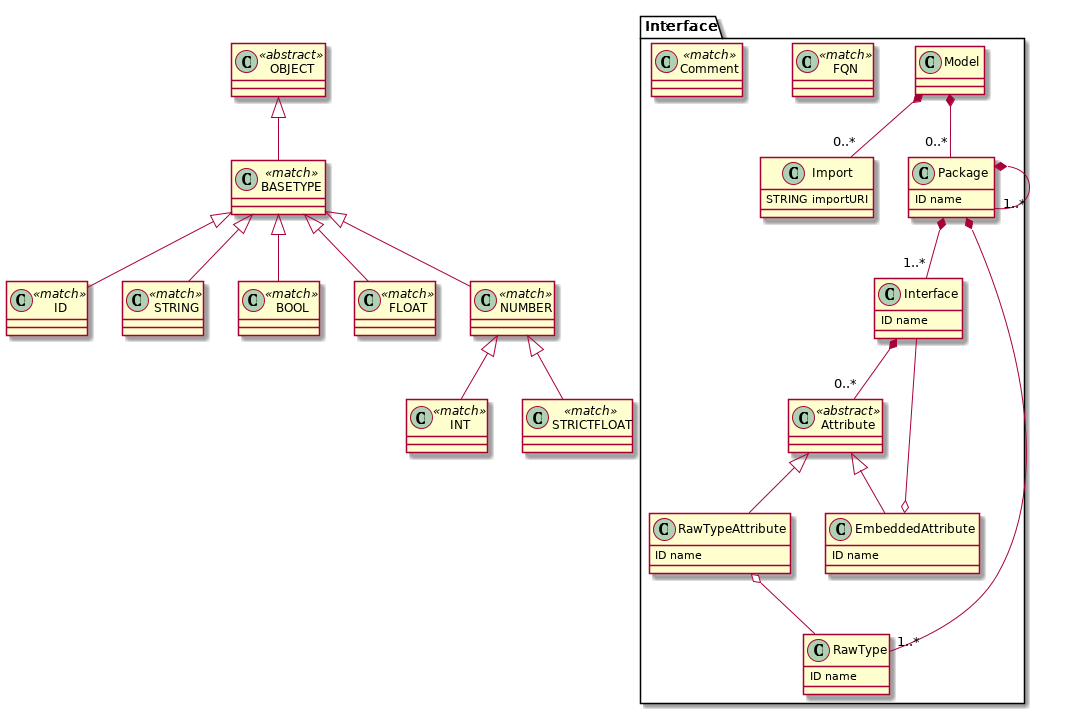 Interface
C «abstract»
OBJECT
C «match»
Comment
C «match»
FQN
C Model
0..*
0..*
C «match»
BASETYPE
C Import
STRING importURI
C Package
ID name
1..*
1..*
C «match»
ID
C «match»
STRING
C «match»
BOOL
C «match»
FLOAT
C «match»
NUMBER
C Interface
ID name
0..*
C «match»
INT
C «match»
STRICTFLOAT
C «abstract»
Attribute
C RawTypeAttribute
ID name
C EmbeddedAttribute
ID name
1..*
C RawType
ID name